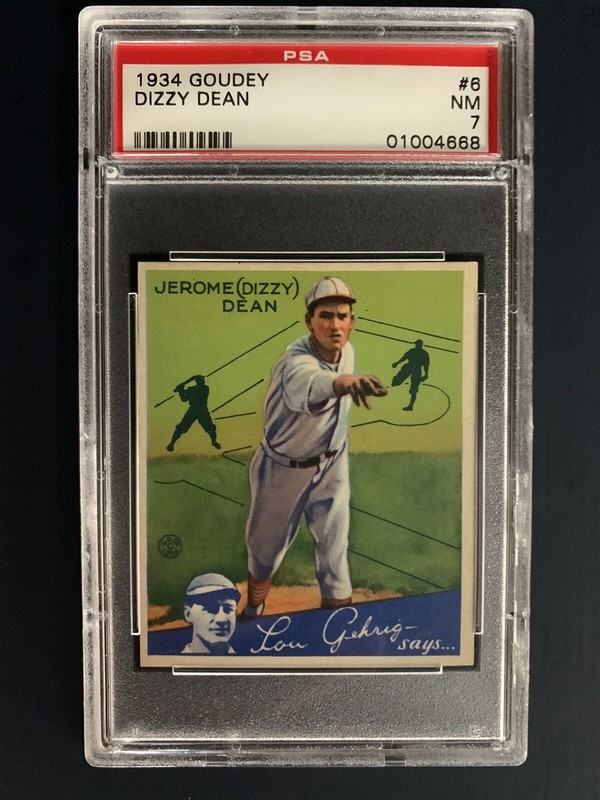 PSA
1934 GOUDEY #6
DIZZY DEAN NM
7
01004668
JEROME (DIZZY)
DEAN
Lou Gehrig—
says...